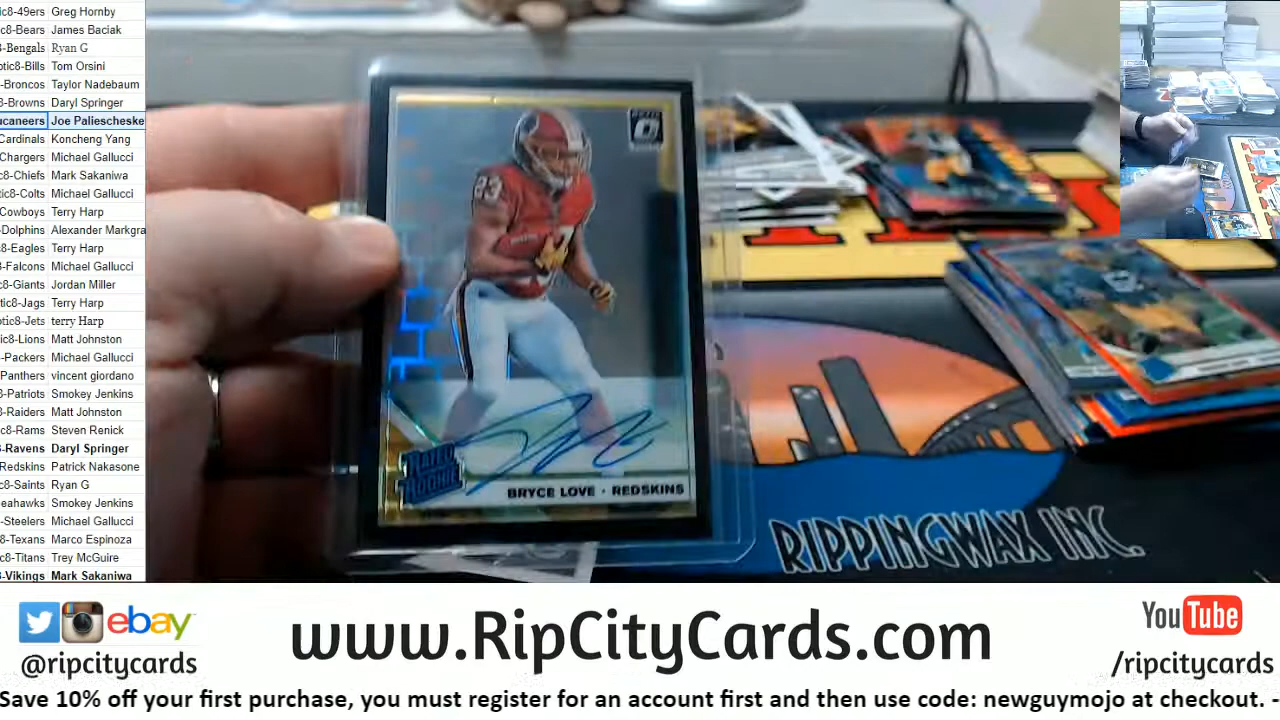 ic8-49ers Greg Hornby
c8-Bears James Baciak
-Bengals Ryan G
otic8-Bills Tom Orsini
-Broncos Taylor Nadebaum
8-Browns Daryl Springer
ucaneers Joe Paliescheske
Cardinals Koncheng Yang
Chargers Michael Gallucci
c8-Chiefs Mark Sakaniwa
tic8-Colts Michael Gallucci
Cowboys Terry Harp
-Dolphins Alexander Markgra
c8-Eagles Terry Harp
-Falcons Michael Gallucci
c8-Giants Jordan Miller
tic8-Jags Terry Harp
otic8-Jets terry Harp
c8-Lions Matt Johnston
-Packers Michael Gallucci
Panthers vincent giordano
8-Patriots Smokey Jenkins
-Raiders Matt Johnston
c8-Rams Steven Renick
-Ravens Daryl Springer
Redskins Patrick Nakasone
c8-Saints Ryan G
eahawks Smokey Jenkins
-Steelers Michael Gallucci
-Texans Marco Espinoza
c8-Titans Trey McGuire
-Vikings Mark Sakaniwa
23
RATED
ROOKIE
BRYCE LOVE · REDSKINS
RIPPINGWAX INC.
ebay
@ripcitycards
www.RipCityCards.com
YouTube
/ripcitycards
Save 10% off your first purchase, you must register for an account first and then use code: newguymojo at checkout. -